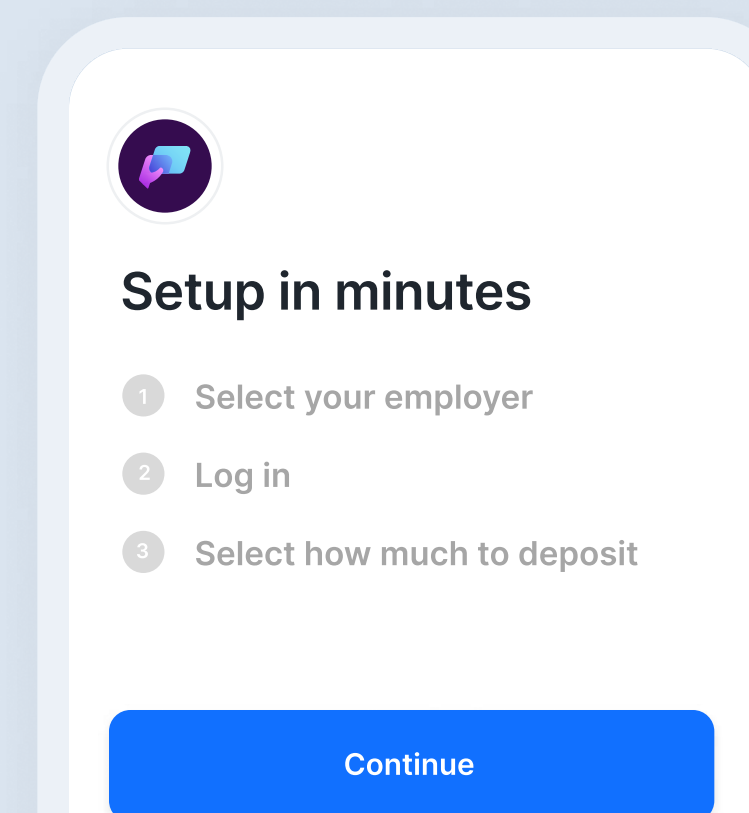 Setup in minutes
1 Select your employer
2 Log in
3 Select how much to deposit
Continue